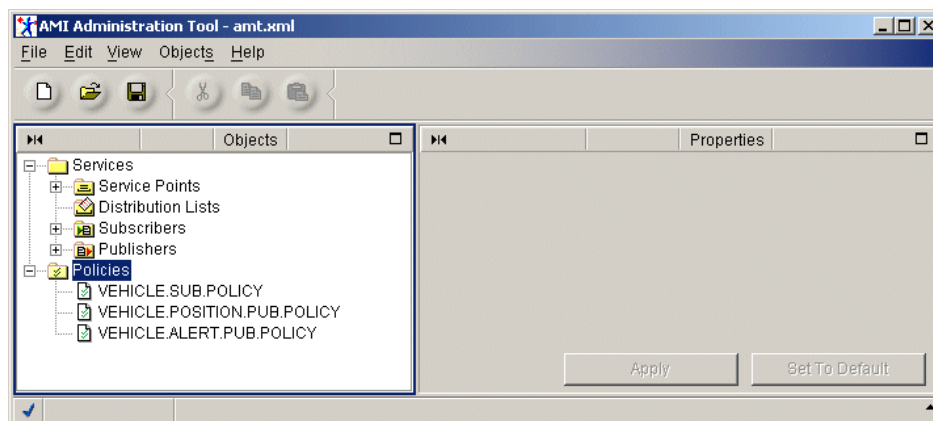 AMI Administration Tool - amt.xml
File Edit View Objects Help
Objects
Properties
Services
Service Points
Distribution Lists
Subscribers
Publishers
Policies
VEHICLE.SUB.POLICY
VEHICLE.POSITION.PUB.POLICY
VEHICLE.ALERT.PUB.POLICY
Apply Set To Default